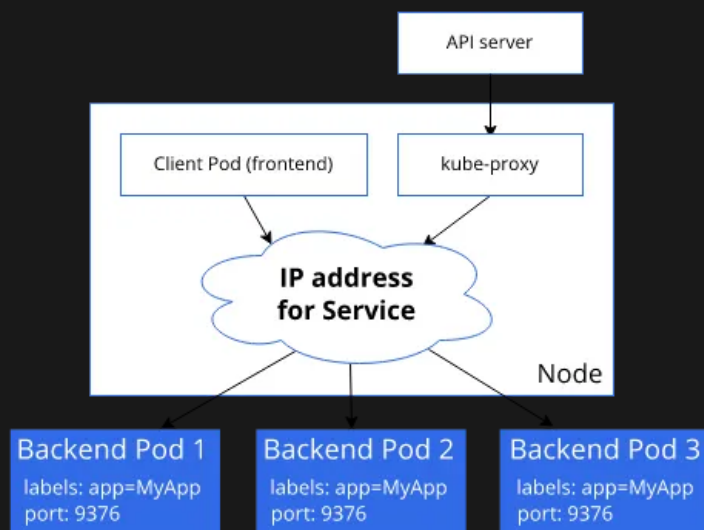 API server
Client Pod (frontend)
kube-proxy
IP address
for Service
Node
Backend Pod 1
labels: app=MyApp
port: 9376
Backend Pod 2
labels: app=MyApp
port: 9376
Backend Pod 3
labels: app=MyApp
port: 9376